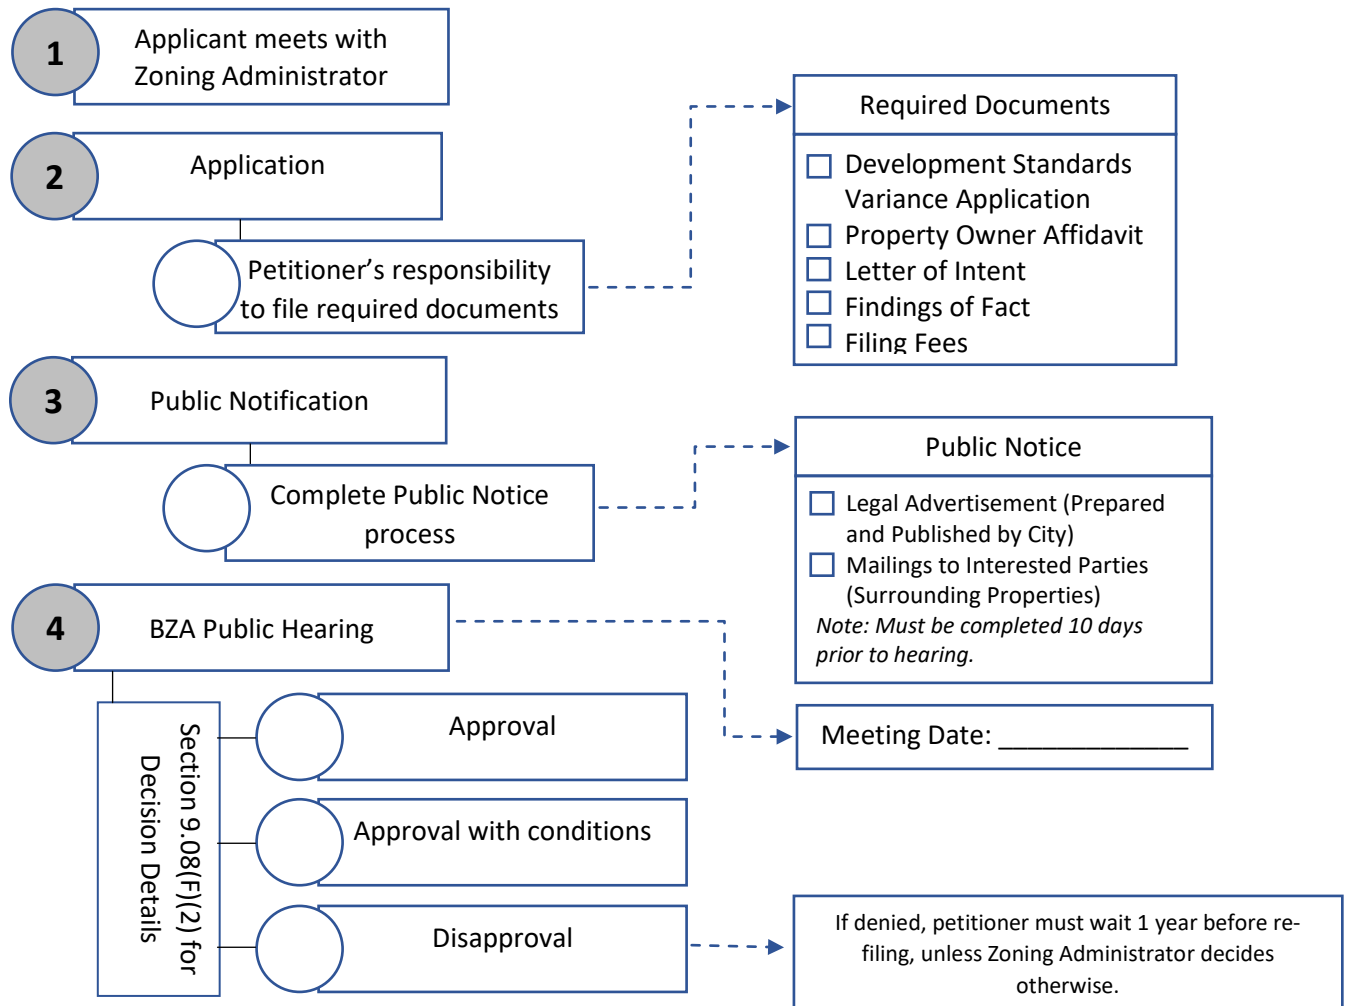 1
Applicant meets with
Zoning Administrator
2
Application
Petitioner’s responsibility
to file required documents
Required Documents
Development Standards
Variance Application
Property Owner Affidavit
Letter of Intent
Findings of Fact
Filing Fees
3
Public Notification
Complete Public Notice
process
Public Notice
Legal Advertisement (Prepared
and Published by City)
Mailings to Interested Parties
(Surrounding Properties)
Note: Must be completed 10 days
prior to hearing.
4
BZA Public Hearing
Meeting Date: _____________
Section 9.08(F)(2) for
Decision Details
Approval
Approval with conditions
Disapproval
If denied, petitioner must wait 1 year before re-
filing, unless Zoning Administrator decides
otherwise.